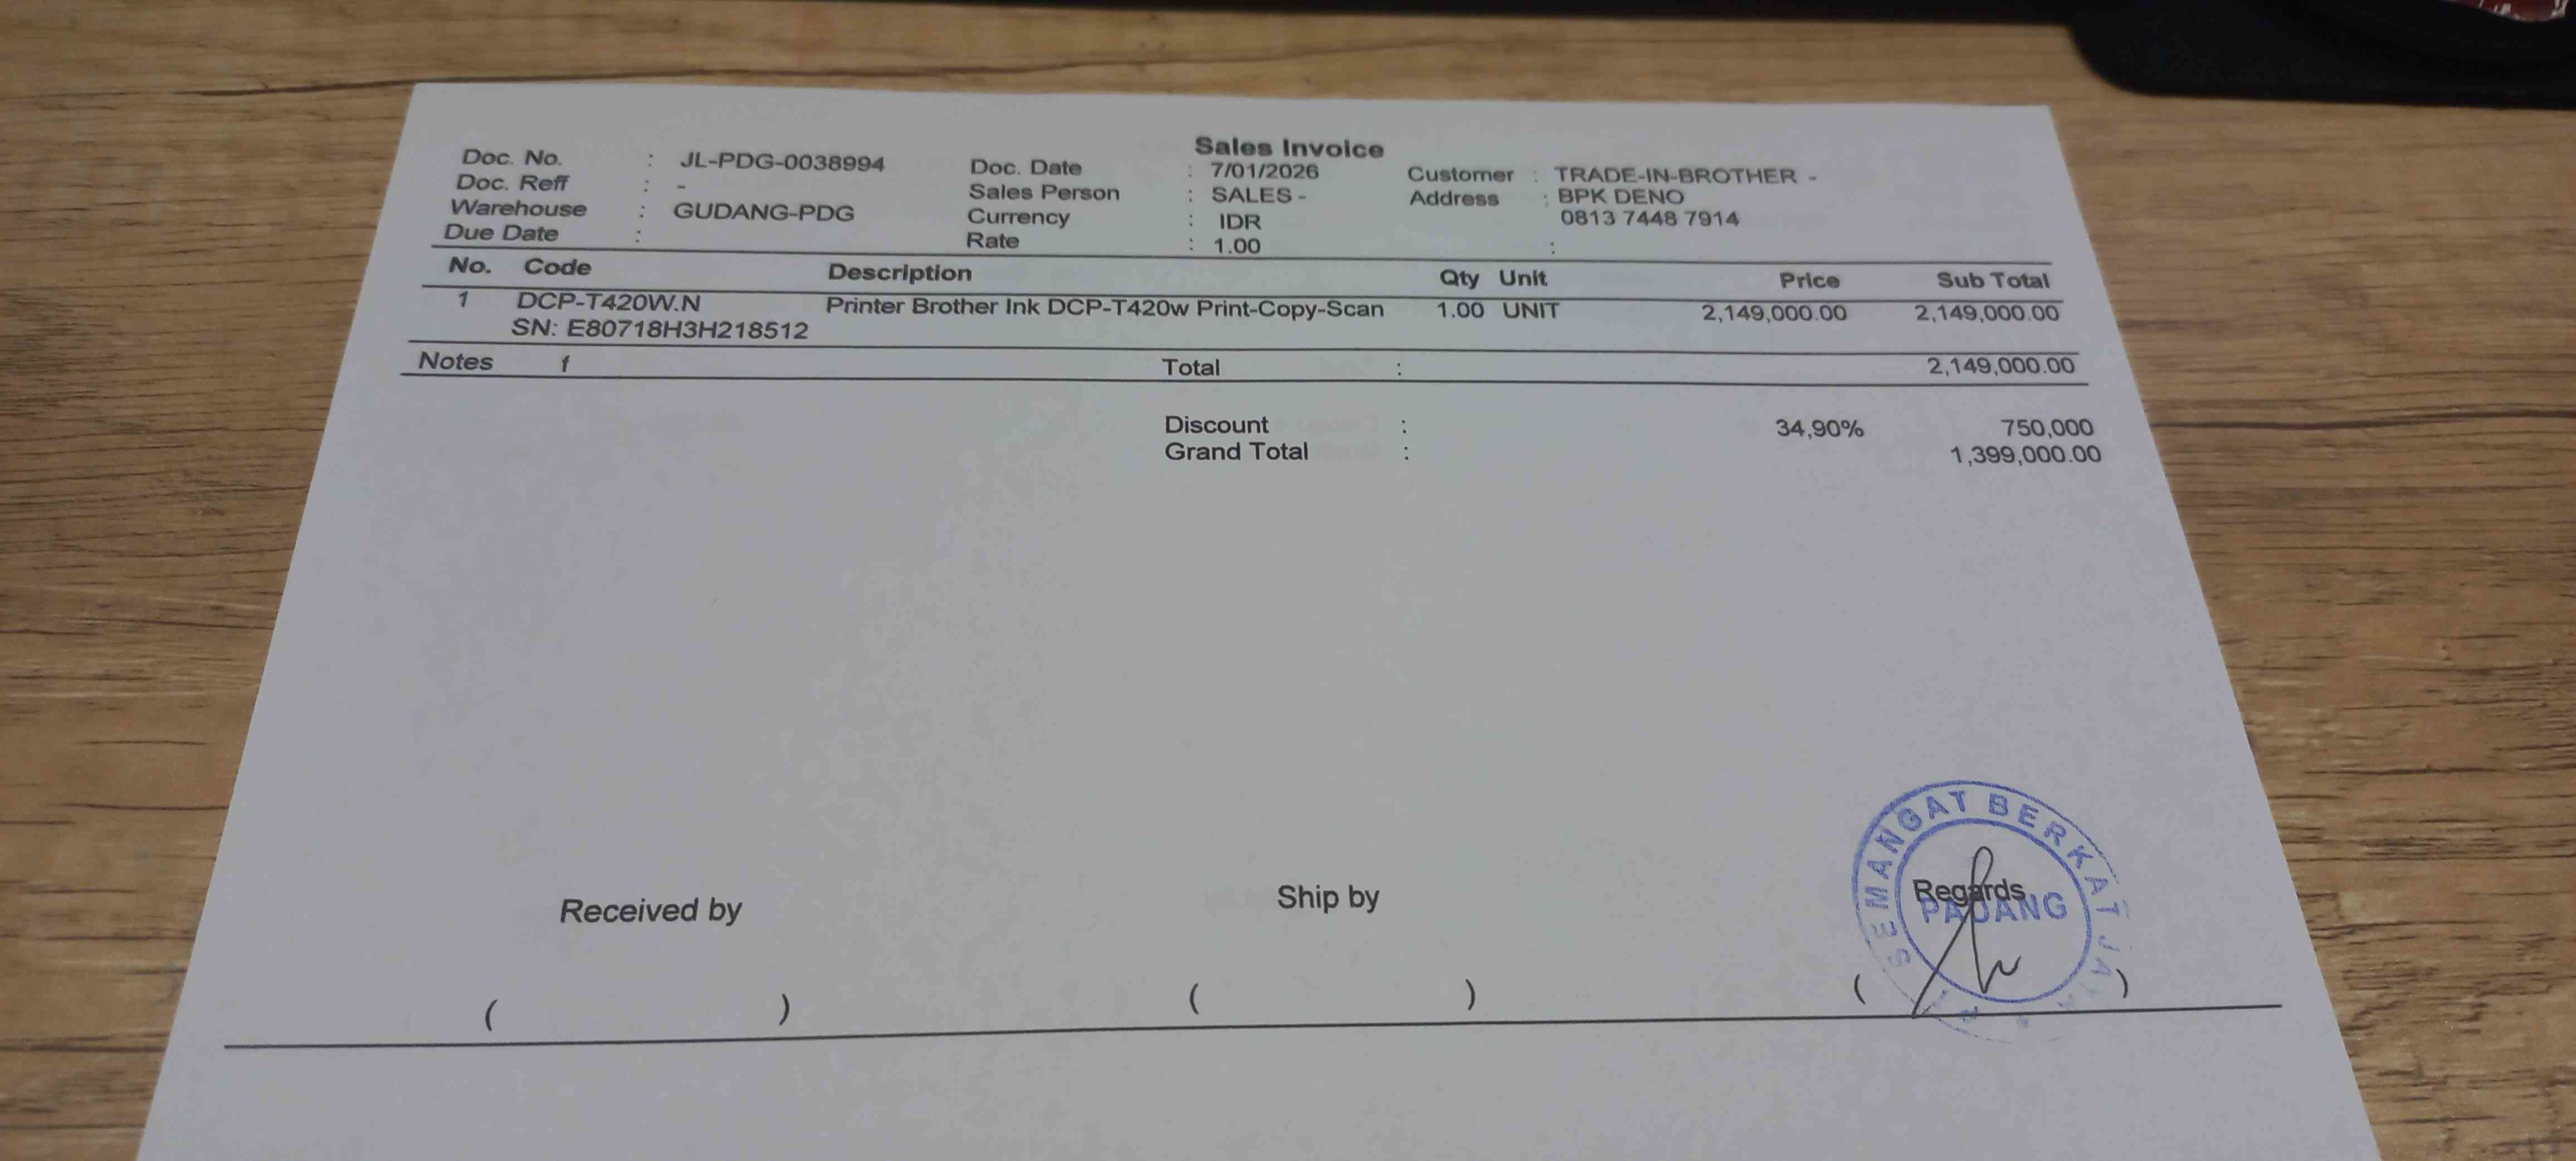 Sales Invoice
Doc. No. : JL-PDG-0038994 Doc. Date : 7/01/2026 Customer : TRADE-IN-BROTHER -
Doc. Reff : - Sales Person : SALES - Address : BPK DENO
Warehouse : GUDANG-PDG Currency : IDR 0813 7448 7914
Due Date : Rate : 1.00 :
No. Code Description Qty Unit Price Sub Total
1 DCP-T420W.N Printer Brother Ink DCP-T420w Print-Copy-Scan 1.00 UNIT 2,149,000.00 2,149,000.00
SN: E80718H3H218512
Notes f Total : 2,149,000.00
Discount : 34,90% 750,000
Grand Total : 1,399,000.00
Received by Ship by Regards
SEMANGAT BERKAT JAYA
PADANG
( ) ( ) ( )